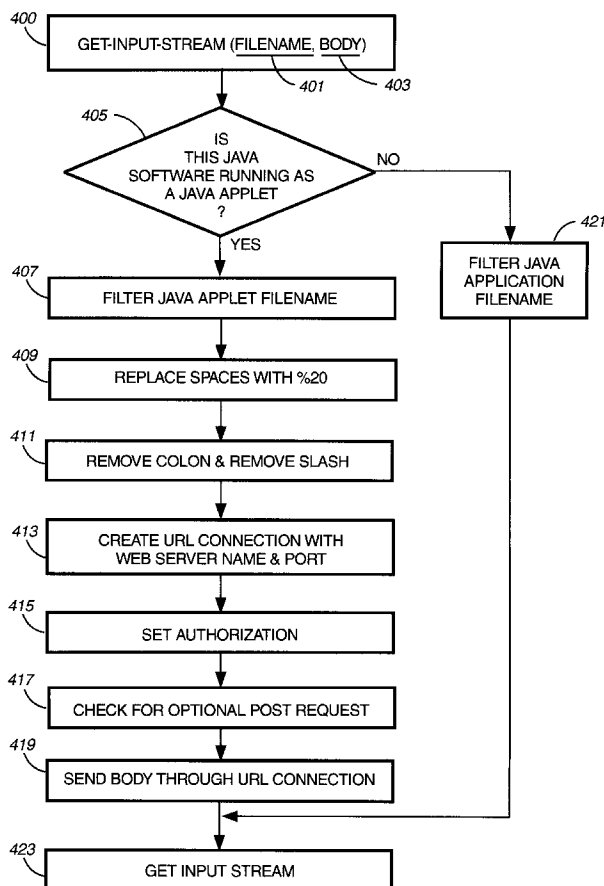 400
GET-INPUT-STREAM (FILENAME, BODY)
401
403
405
IS
THIS JAVA
SOFTWARE RUNNING AS
A JAVA APPLET
?
NO
YES
421
FILTER JAVA
APPLICATION
FILENAME
407
FILTER JAVA APPLET FILENAME
409
REPLACE SPACES WITH %20
411
REMOVE COLON & REMOVE SLASH
413
CREATE URL CONNECTION WITH
WEB SERVER NAME & PORT
415
SET AUTHORIZATION
417
CHECK FOR OPTIONAL POST REQUEST
419
SEND BODY THROUGH URL CONNECTION
423
GET INPUT STREAM